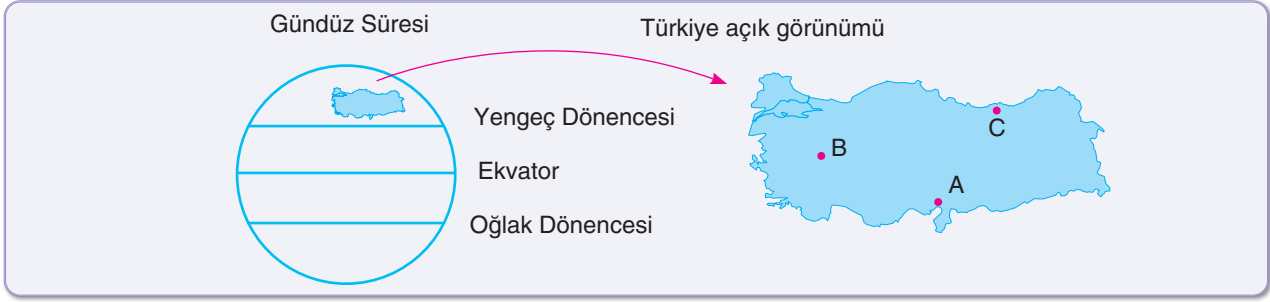 Gündüz Süresi
Türkiye açık görünümü
Yengeç Dönencesi
Ekvator
Oğlak Dönencesi
C
B
A